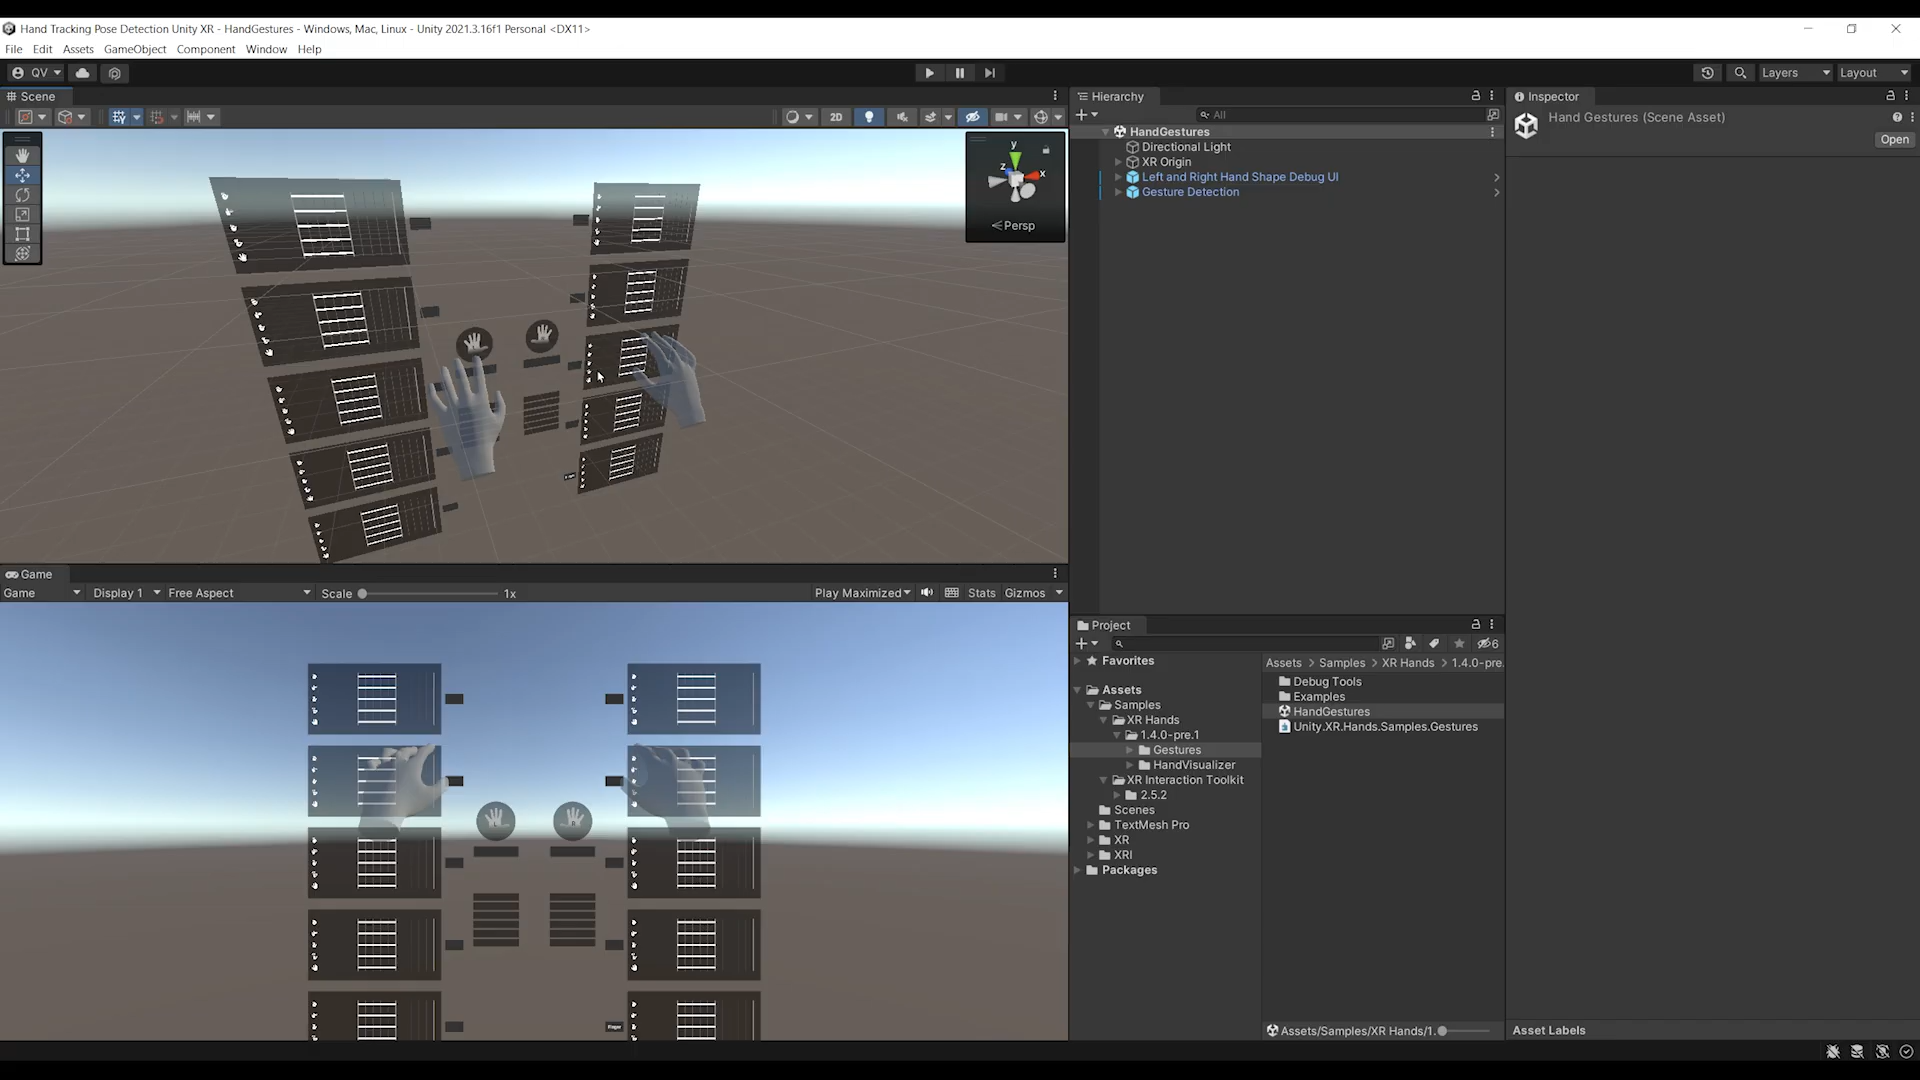 Hand Tracking Pose Detection Unity XR - HandGestures - Windows, Mac, Linux - Unity 2021.3.16f1 Personal <DX11>
File Edit Assets GameObject Component Window Help
QV
Layers Layout
Scene
2D
y
z
x
Persp
Hierarchy
All
HandGestures
Directional Light
XR Origin
Left and Right Hand Shape Debug UI
Gesture Detection
Inspector
Hand Gestures (Scene Asset)
Open
Game
Game Display 1 Free Aspect Scale 1x Play Maximized Stats Gizmos
Finger
Project
6
Favorites
Assets
Samples
XR Hands
1.4.0-pre.1
Gestures
HandVisualizer
XR Interaction Toolkit
2.5.2
Scenes
TextMesh Pro
XR
XRI
Packages
Assets > Samples > XR Hands > 1.4.0-pre.
Debug Tools
Examples
HandGestures
Unity.XR.Hands.Samples.Gestures
Assets/Samples/XR Hands/1.
Asset Labels